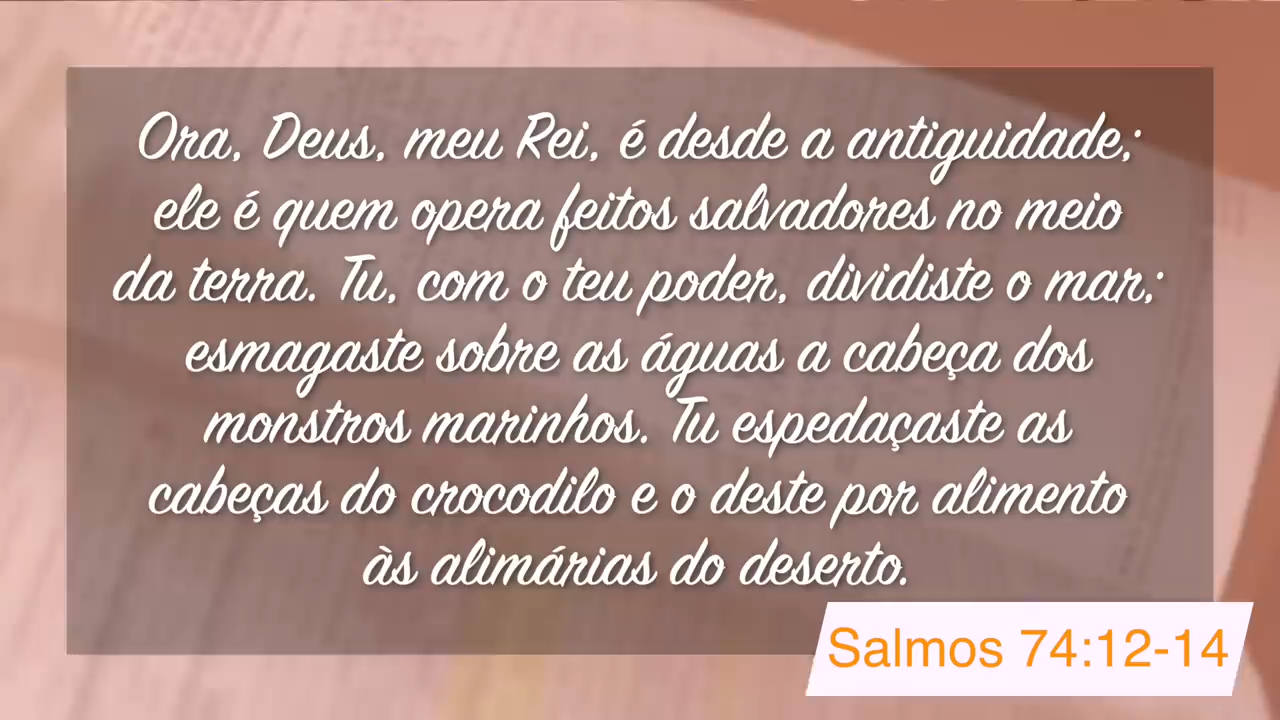 Ora, Deus, meu Rei, é desde a antiguidade;
ele é quem opera feitos salvadores no meio
da terra. Tu, com o teu poder, dividiste o mar;
esmagaste sobre as águas a cabeça dos
monstros marinhos. Tu espedaçaste as
cabeças do crocodilo e o deste por alimento
às alimárias do deserto.
Salmos 74:12-14